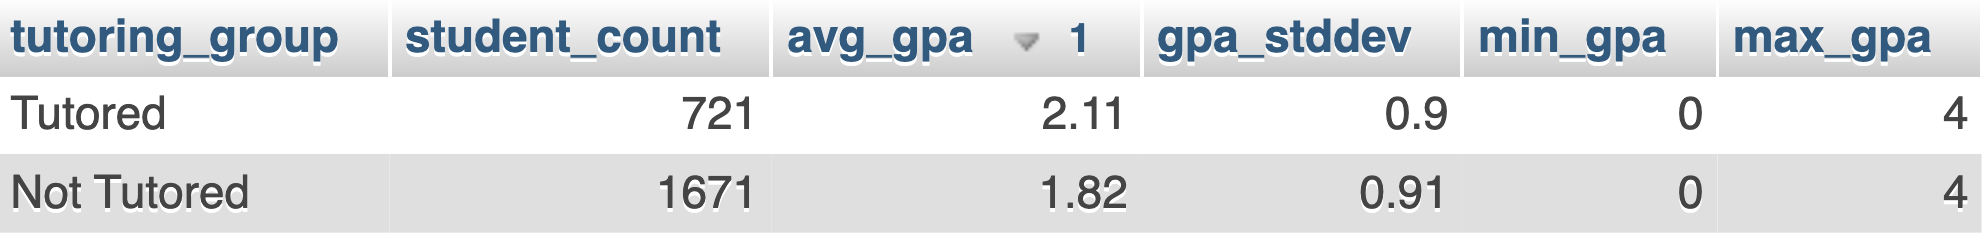 tutoring_group student_count avg_gpa 1 gpa_stddev min_gpa max_gpa
Tutored 721 2.11 0.9 0 4
Not Tutored 1671 1.82 0.91 0 4